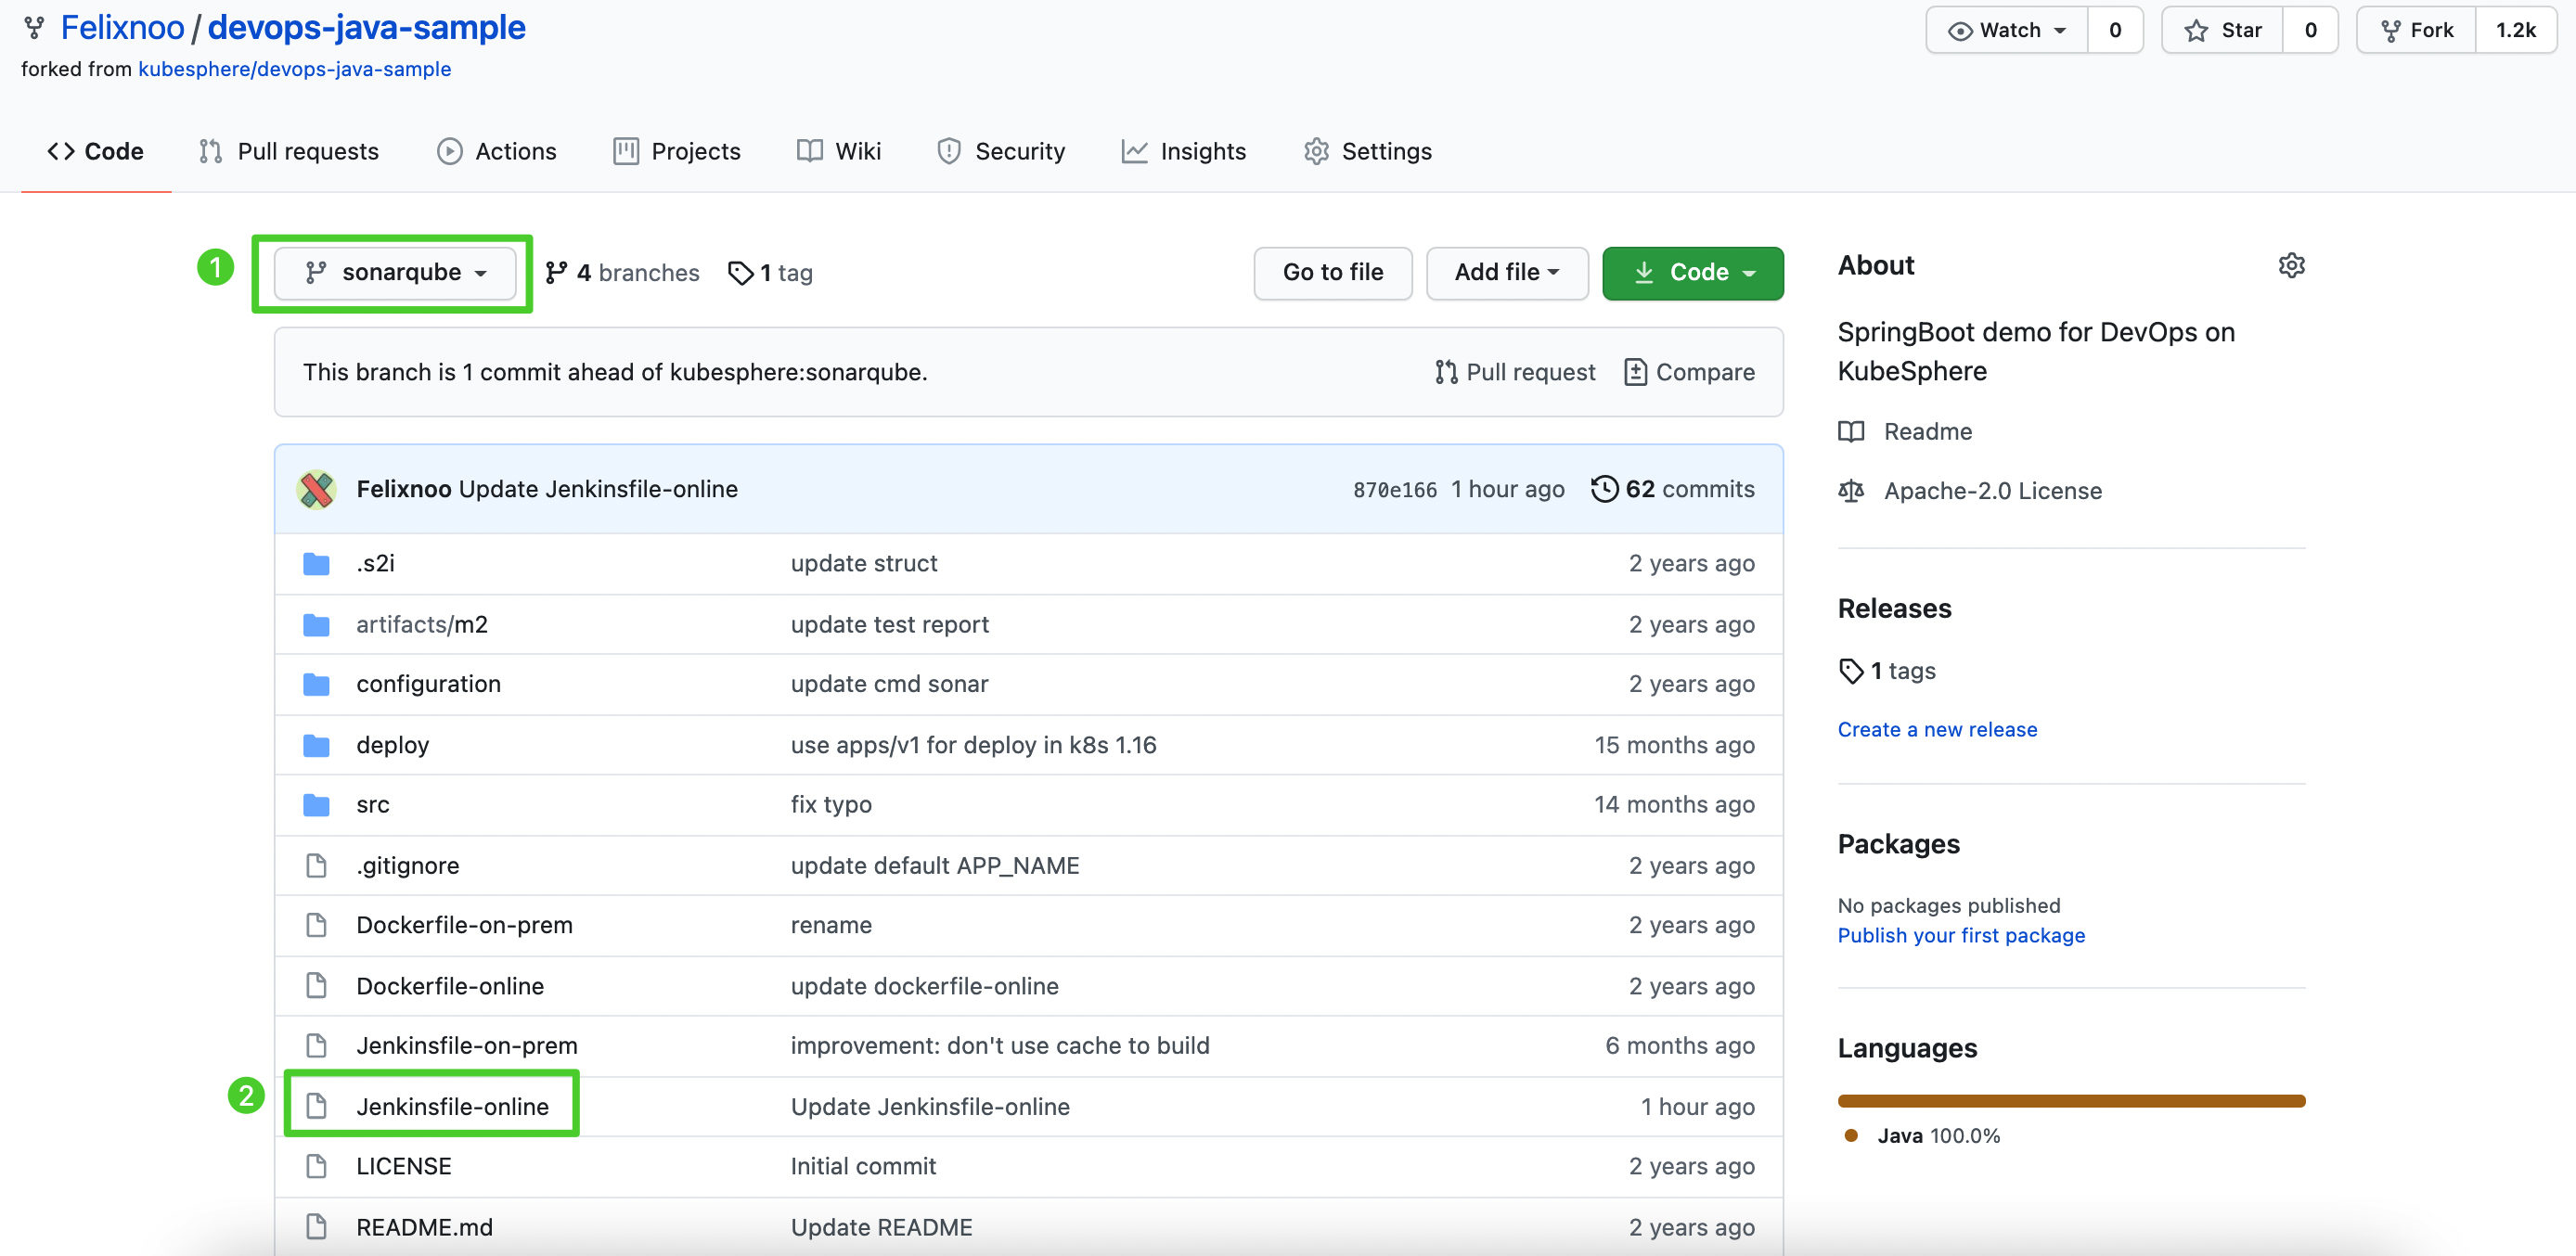 Felixnoo / devops-java-sample
Watch 0 Star 0 Fork 1.2k
forked from kubesphere/devops-java-sample
Code Pull requests Actions Projects Wiki Security Insights Settings
1 sonarqube 4 branches 1 tag Go to file Add file Code
This branch is 1 commit ahead of kubesphere:sonarqube. Pull request Compare
Felixnoo Update Jenkinsfile-online 870e166 1 hour ago 62 commits
.s2i update struct 2 years ago
artifacts/m2 update test report 2 years ago
configuration update cmd sonar 2 years ago
deploy use apps/v1 for deploy in k8s 1.16 15 months ago
src fix typo 14 months ago
.gitignore update default APP_NAME 2 years ago
Dockerfile-on-prem rename 2 years ago
Dockerfile-online update dockerfile-online 2 years ago
Jenkinsfile-on-prem improvement: don't use cache to build 6 months ago
2 Jenkinsfile-online Update Jenkinsfile-online 1 hour ago
LICENSE Initial commit 2 years ago
README.md Update README 2 years ago
About
SpringBoot demo for DevOps on
KubeSphere
Readme
Apache-2.0 License
Releases
1 tags
Create a new release
Packages
No packages published
Publish your first package
Languages
Java 100.0%